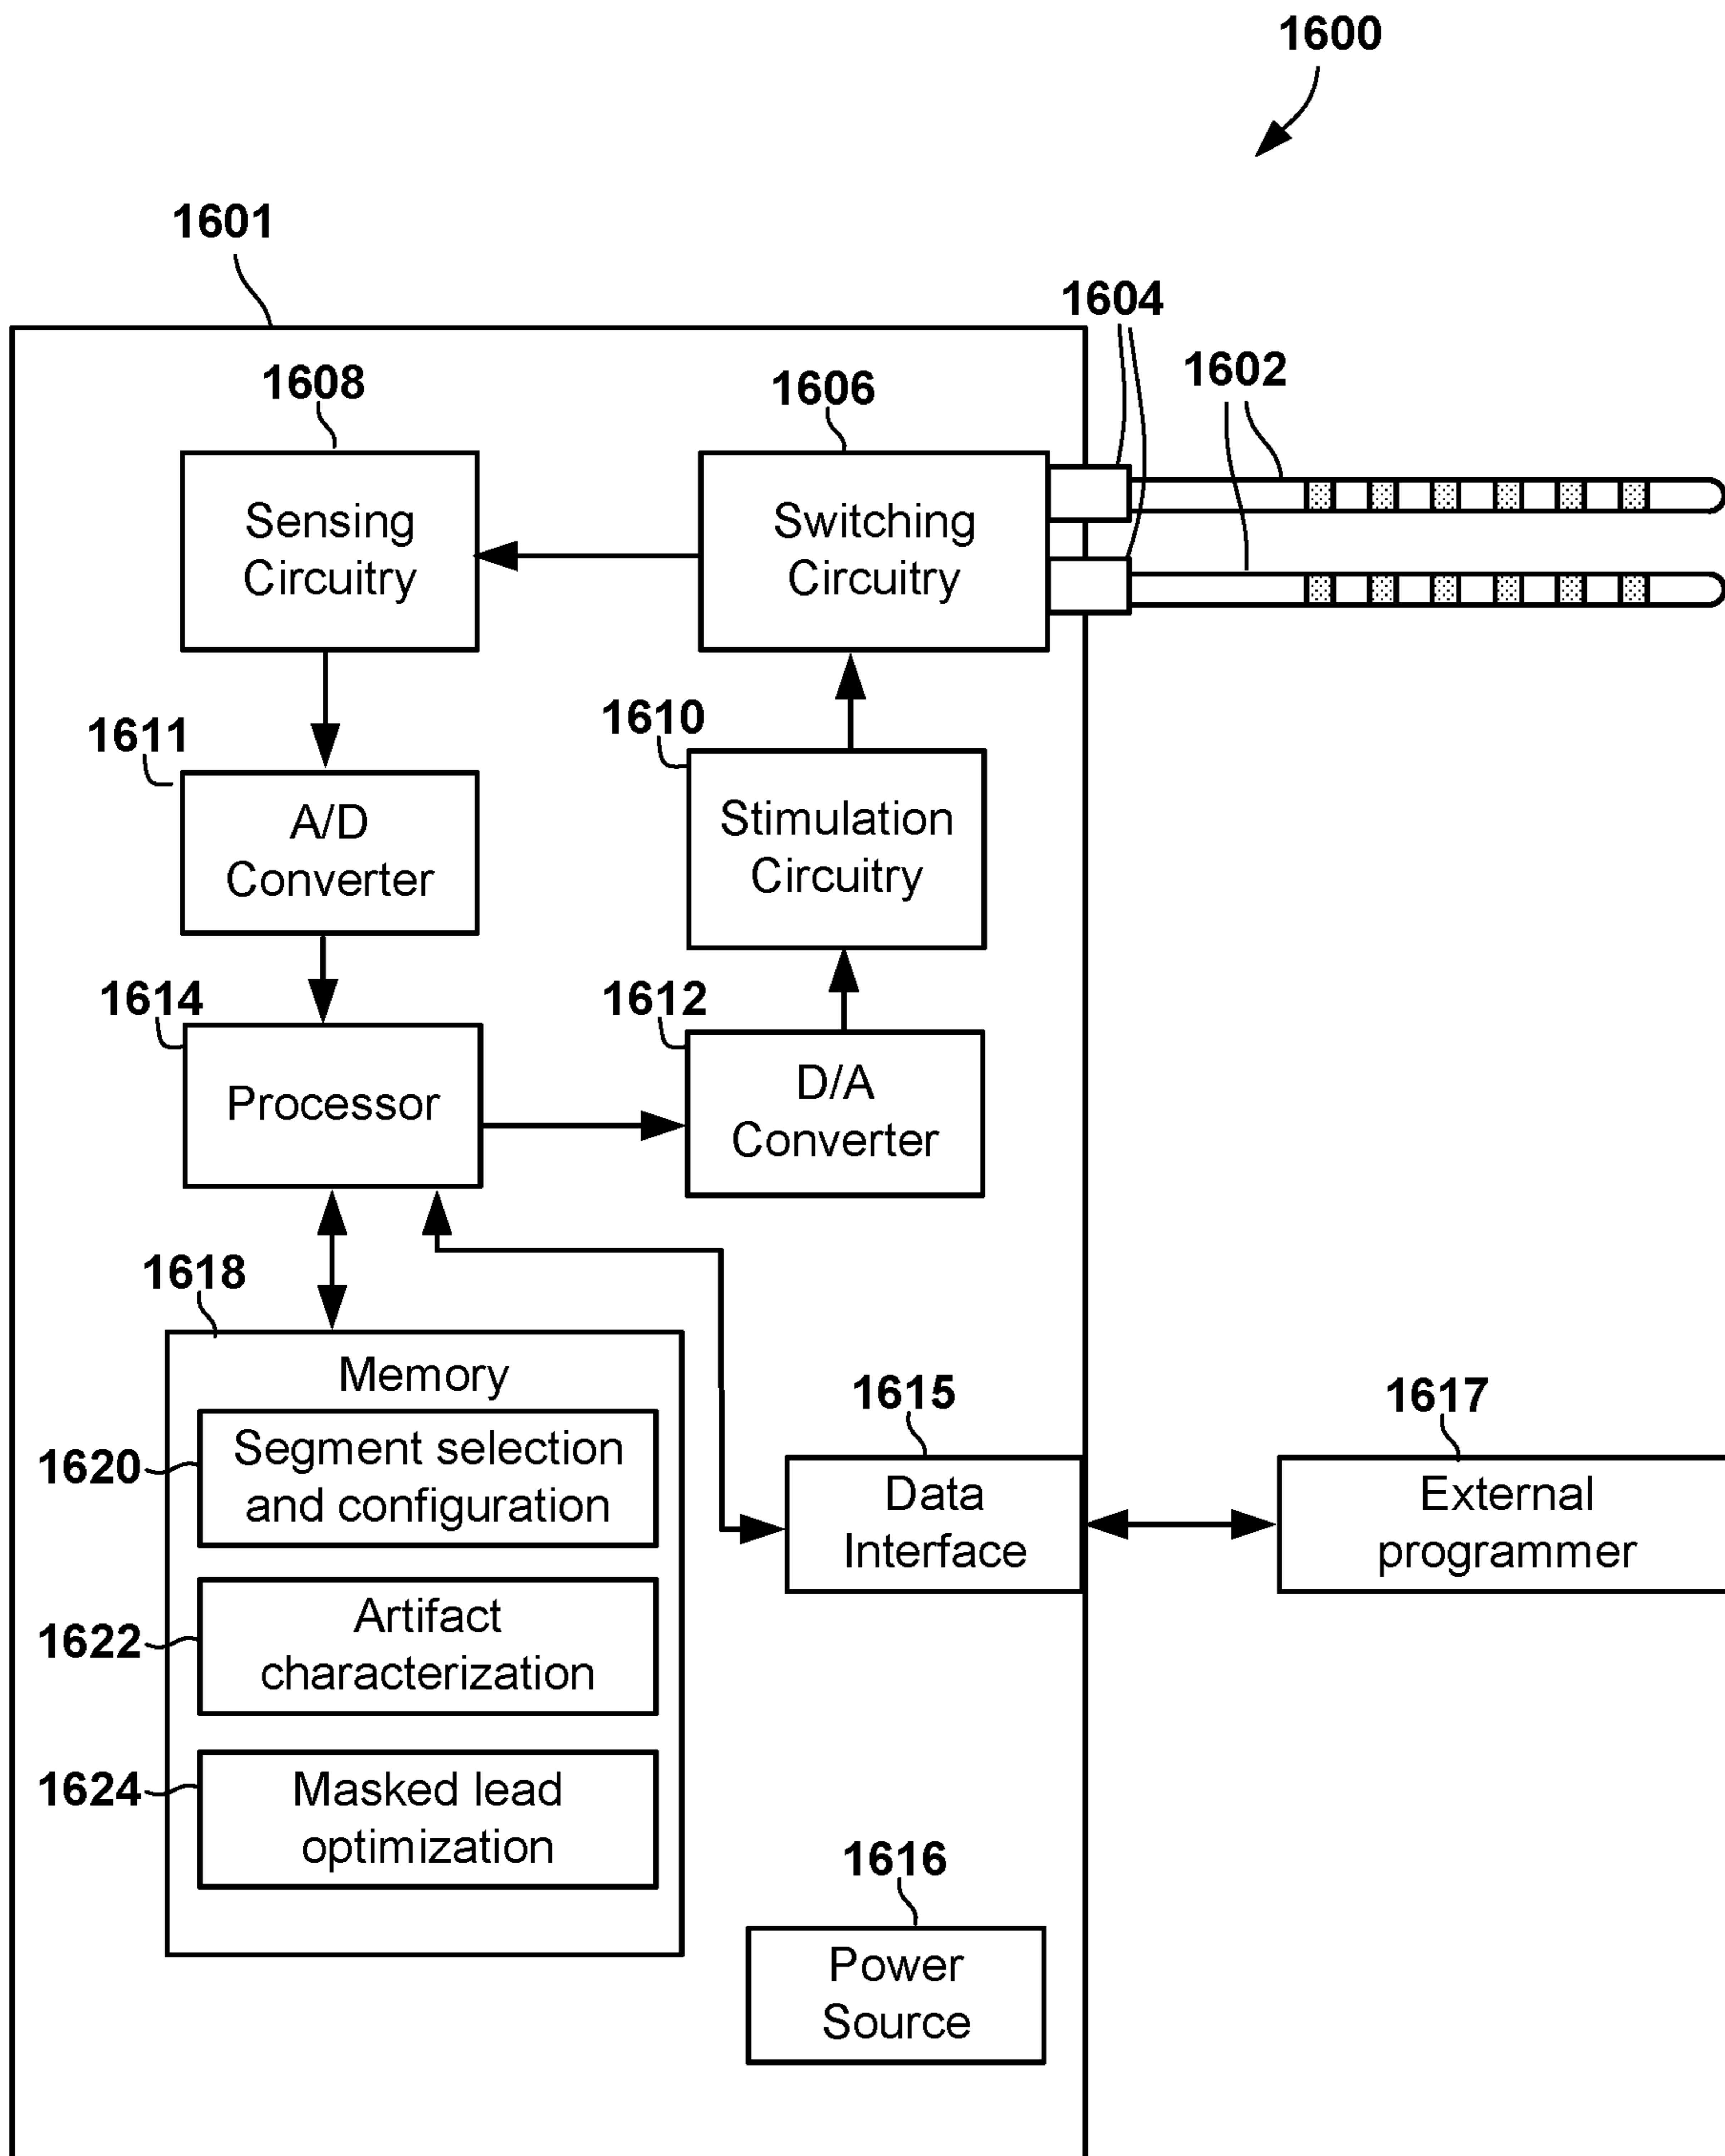 1600
1601
1604
1602
1608
1606
Sensing
Circuitry
Switching
Circuitry
1611
1610
A/D
Converter
Stimulation
Circuitry
1614
1612
Processor
D/A
Converter
1618
Memory
1620
Segment selection
and configuration
1615
Data
Interface
1617
External
programmer
1622
Artifact
characterization
1624
Masked lead
optimization
1616
Power
Source